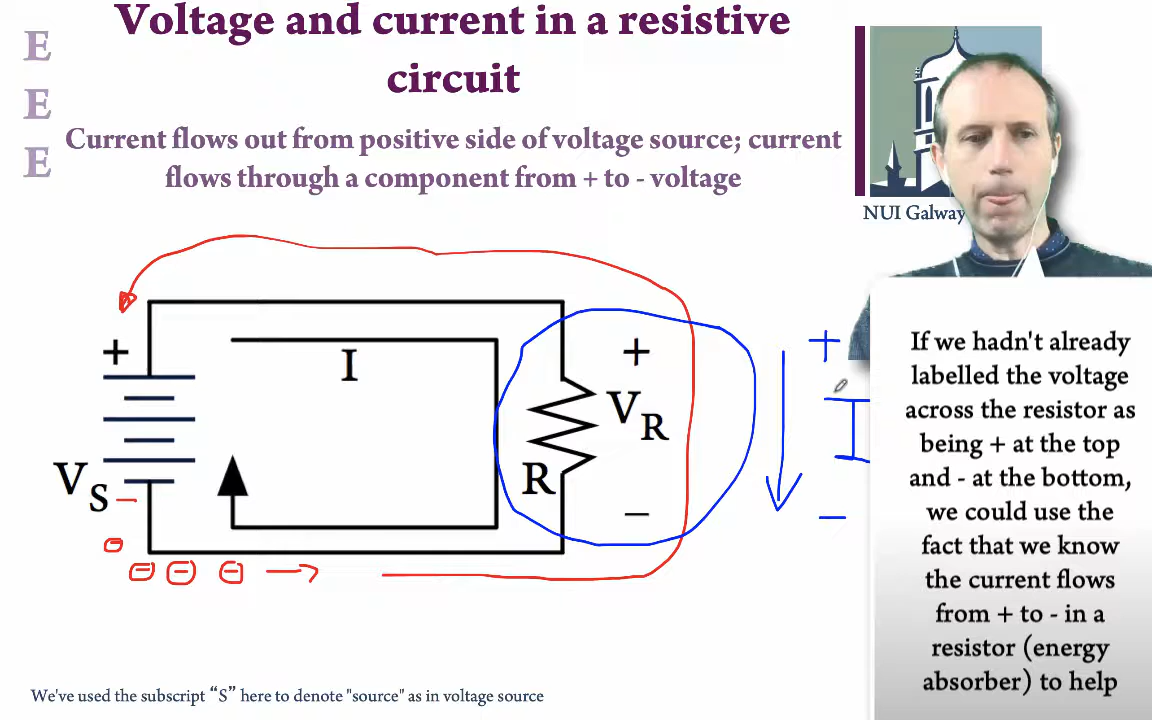 Voltage and current in a resistive
circuit
E
E
E
Current flows out from positive side of voltage source; current
flows through a component from + to - voltage
NUI Galway
+
I
+
VR
R
–
VS
–
+
I
–
If we hadn't already
labelled the voltage
across the resistor as
being + at the top
and - at the bottom,
we could use the
fact that we know
the current flows
from + to - in a
resistor (energy
absorber) to help
We've used the subscript “S” here to denote "source" as in voltage source